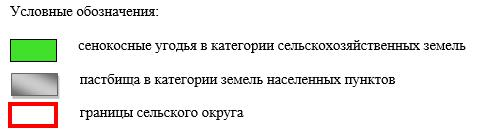 Условные обозначения:
сенокосные угодья в категории сельскохозяйственных земель
пастбища в категории земель населенных пунктов
границы сельского округа